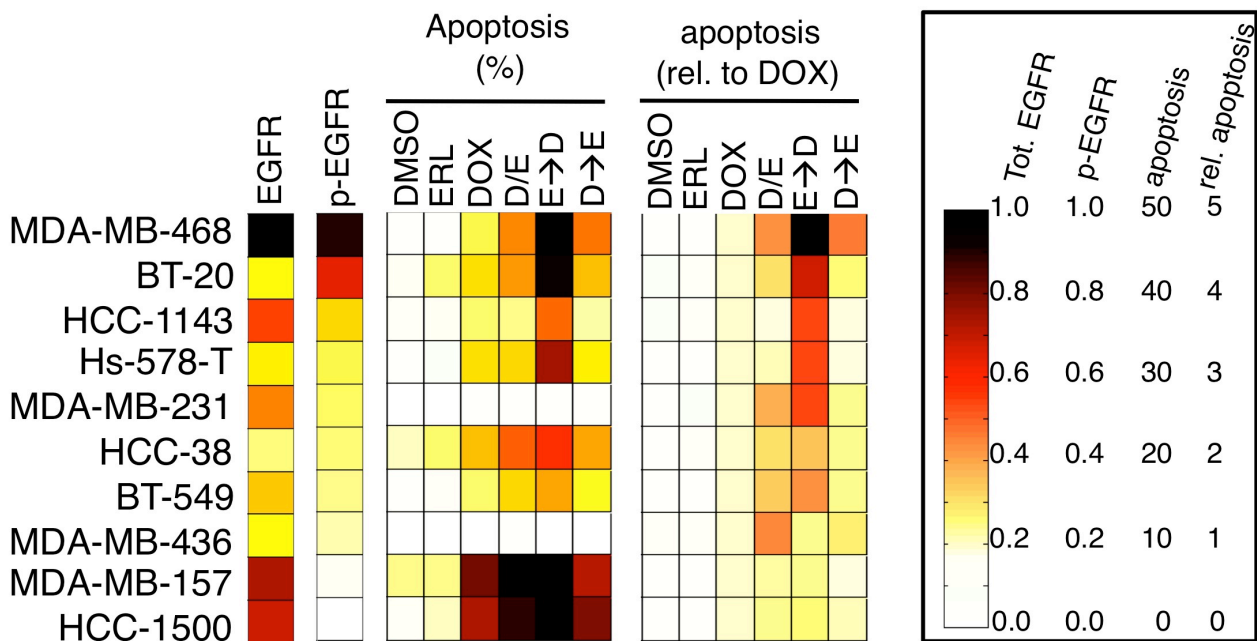 Apoptosis
(%)
apoptosis
(rel. to DOX)
EGFR
p-EGFR
DMSO
ERL
DOX
D/E
E→D
D→E
DMSO
ERL
DOX
D/E
E→D
D→E
MDA-MB-468
BT-20
HCC-1143
Hs-578-T
MDA-MB-231
HCC-38
BT-549
MDA-MB-436
MDA-MB-157
HCC-1500
Tot. EGFR
p-EGFR
apoptosis
rel. apoptosis
1.0 1.0 50 5
0.8 0.8 40 4
0.6 0.6 30 3
0.4 0.4 20 2
0.2 0.2 10 1
0.0 0.0 0 0